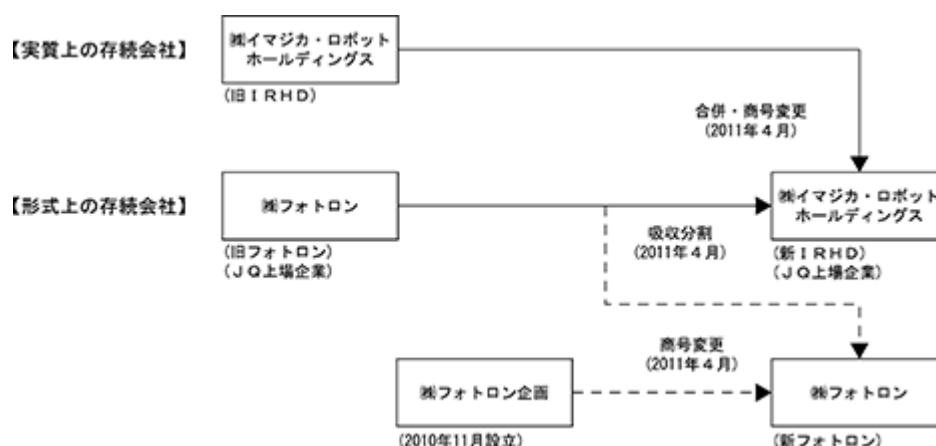 【実質上の存続会社】
㈱イマジカ・ロボット
ホールディングス
(旧ＩＲＨＤ)
合併・商号変更
(2011年４月)
【形式上の存続会社】
㈱フォトロン
(旧フォトロン)
(ＪＱ上場企業)
吸収分割
(2011年４月)
㈱イマジカ・ロボット
ホールディングス
(新ＩＲＨＤ)
(ＪＱ上場企業)
商号変更
(2011年４月)
㈱フォトロン企画
(2010年11月設立)
㈱フォトロン
(新フォトロン)